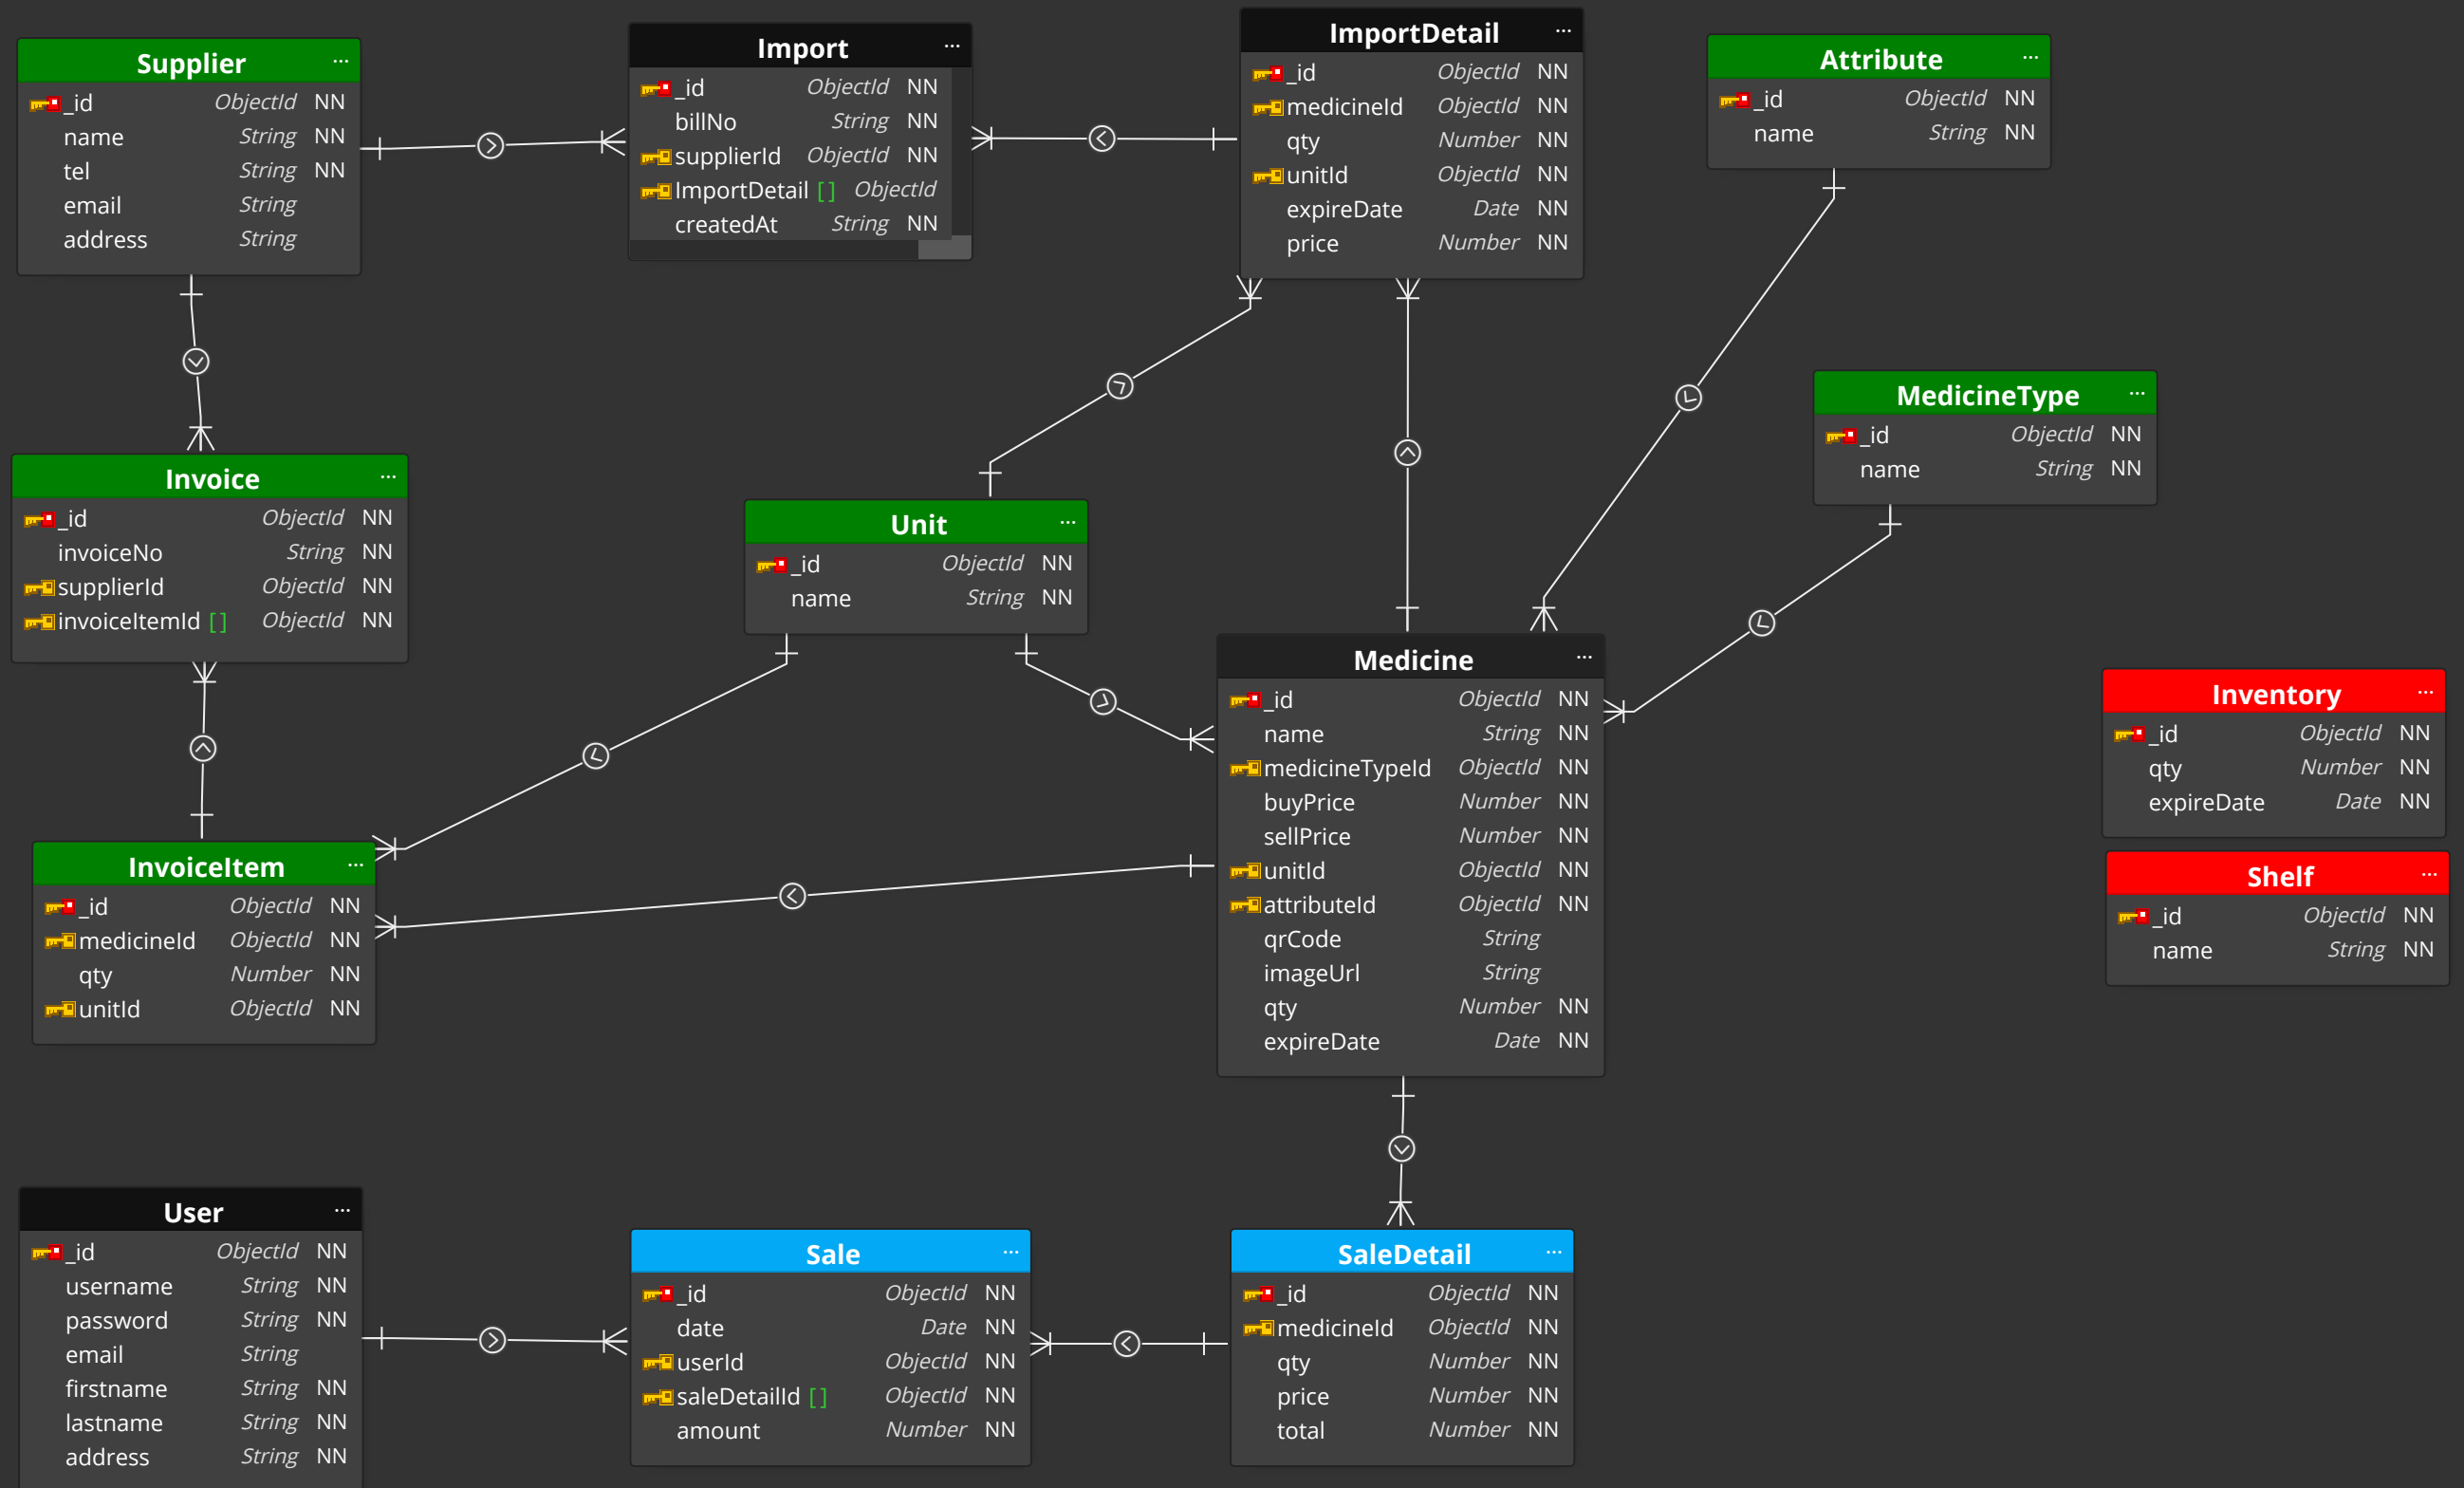 Supplier ...
_id ObjectId NN
name String NN
tel String NN
email String
address String
Import ...
_id ObjectId NN
billNo String NN
supplierId ObjectId NN
ImportDetail [] ObjectId
createdAt String NN
ImportDetail ...
_id ObjectId NN
medicineId ObjectId NN
qty Number NN
unitId ObjectId NN
expireDate Date NN
price Number NN
Attribute ...
_id ObjectId NN
name String NN
MedicineType ...
_id ObjectId NN
name String NN
Invoice ...
_id ObjectId NN
invoiceNo String NN
supplierId ObjectId NN
invoiceItemId [] ObjectId NN
Unit ...
_id ObjectId NN
name String NN
Medicine ...
_id ObjectId NN
name String NN
medicineTypeId ObjectId NN
buyPrice Number NN
sellPrice Number NN
unitId ObjectId NN
attributeId ObjectId NN
qrCode String
imageUrl String
qty Number NN
expireDate Date NN
Inventory ...
_id ObjectId NN
qty Number NN
expireDate Date NN
Shelf ...
_id ObjectId NN
name String NN
InvoiceItem ...
_id ObjectId NN
medicineId ObjectId NN
qty Number NN
unitId ObjectId NN
User ...
_id ObjectId NN
username String NN
password String NN
email String
firstname String NN
lastname String NN
address String NN
Sale ...
_id ObjectId NN
date Date NN
userId ObjectId NN
saleDetailId [] ObjectId NN
amount Number NN
SaleDetail ...
_id ObjectId NN
medicineId ObjectId NN
qty Number NN
price Number NN
total Number NN